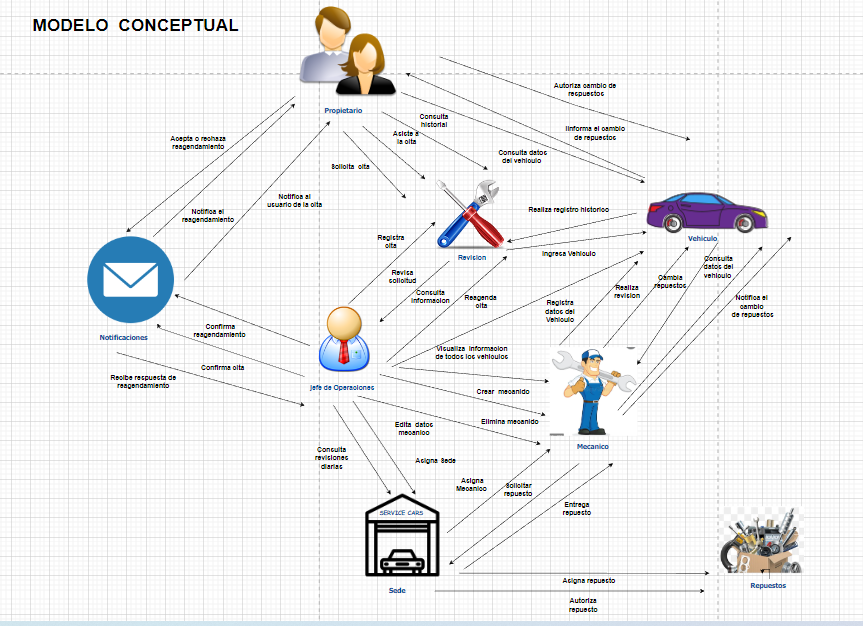 MODELO CONCEPTUAL
Propietario
Autoriza cambio de
respuestos
Iinforma el cambio
de repuestos
Consulta
historial
Asiste a
la cita
Consulta datos
del vehiculo
Solicita cita
Acepta o rechaza
reagendamiento
Notifica el
reagendamiento
Notifica al
usuario de la cita
Realiza registro historico
Vehiculo
Revision
Ingresa Vehiculo
Registra
cita
Revisa
solicitud
Consulta
informacion
Reagenda
cita
Registra
datos del
Vehiculo
Realiza
revision
Cambia
repuestos
Consulta
datos del
vehiculo
Notifica el
cambio
de repuestos
Notificaciones
Confirma
reagendamiento
Confirma cita
Recibe respuesta de
reagendamiento
jefe de Operaciones
Visualiza informacion
de todos los vehiculos
Crear mecanido
Elimina mecanido
Edita datos
mecanico
Mecanico
Consulta
revisiones
diarias
Asigna Sede
Asigna
Mecanico
Solicitar
repuesto
Entrega
repuesto
SERVICE CARS
Sede
Asigna repuesto
Autoriza
repuesto
Repuestos